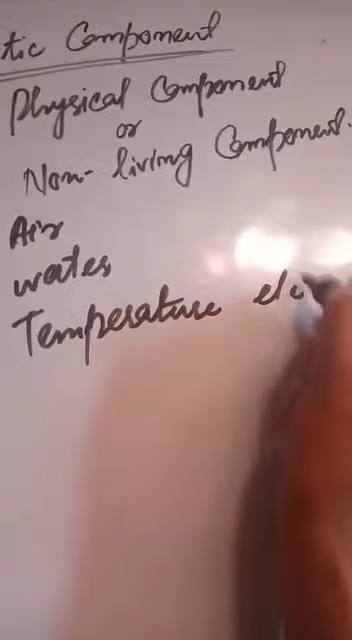 tic Component
Physical Component
or
Non-living Component.
Air
water
Temperature etc